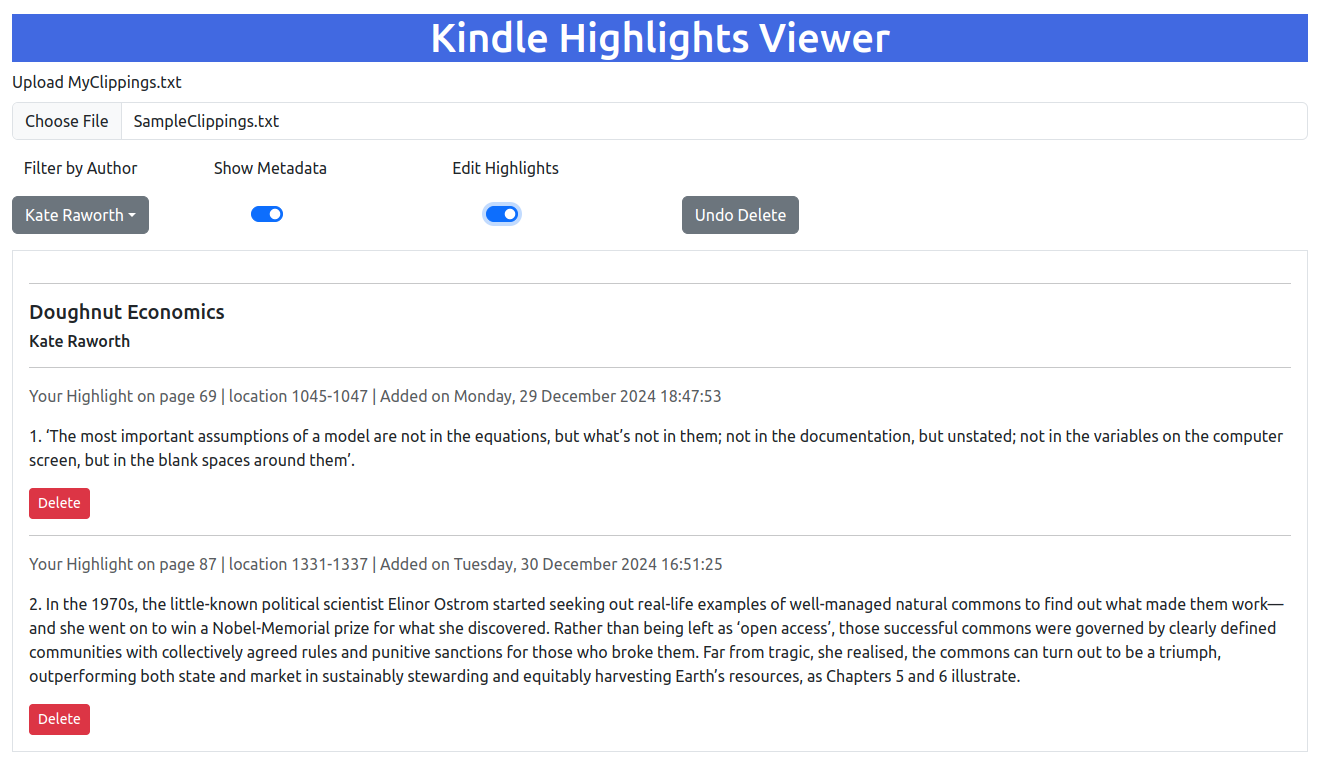 Kindle Highlights Viewer
Upload MyClippings.txt
Choose File SampleClippings.txt
Filter by Author Show Metadata Edit Highlights
Kate Raworth Undo Delete
Doughnut Economics
Kate Raworth
Your Highlight on page 69 | location 1045-1047 | Added on Monday, 29 December 2024 18:47:53
1. ‘The most important assumptions of a model are not in the equations, but what’s not in them; not in the documentation, but unstated; not in the variables on the computer
screen, but in the blank spaces around them’.
Delete
Your Highlight on page 87 | location 1331-1337 | Added on Tuesday, 30 December 2024 16:51:25
2. In the 1970s, the little-known political scientist Elinor Ostrom started seeking out real-life examples of well-managed natural commons to find out what made them work—
and she went on to win a Nobel-Memorial prize for what she discovered. Rather than being left as ‘open access’, those successful commons were governed by clearly defined
communities with collectively agreed rules and punitive sanctions for those who broke them. Far from tragic, she realised, the commons can turn out to be a triumph,
outperforming both state and market in sustainably stewarding and equitably harvesting Earth’s resources, as Chapters 5 and 6 illustrate.
Delete